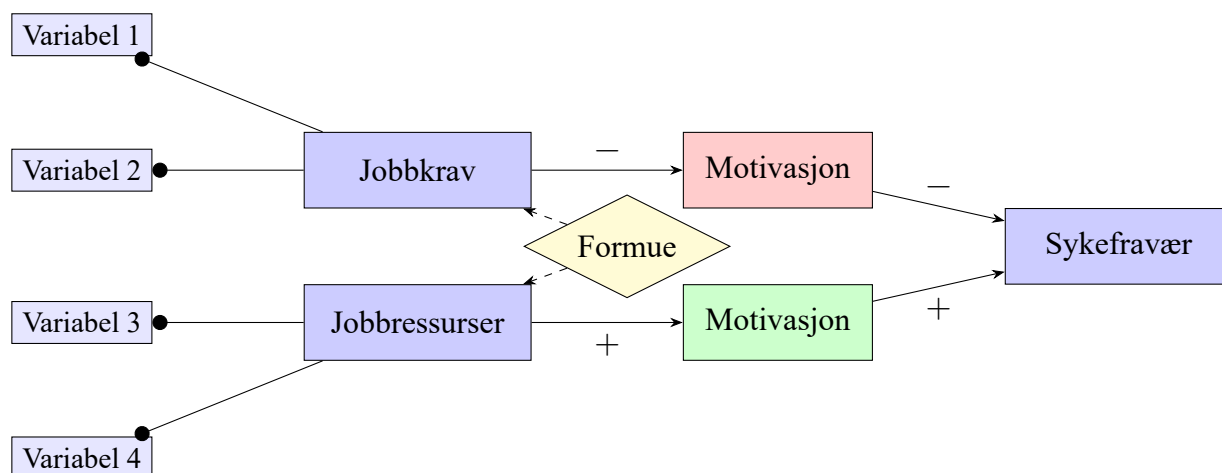 Variabel 1
Variabel 2
Jobbkrav
−
Motivasjon
−
Formue
Sykefravær
Variabel 3
Jobbressurser
+
Motivasjon
+
Variabel 4